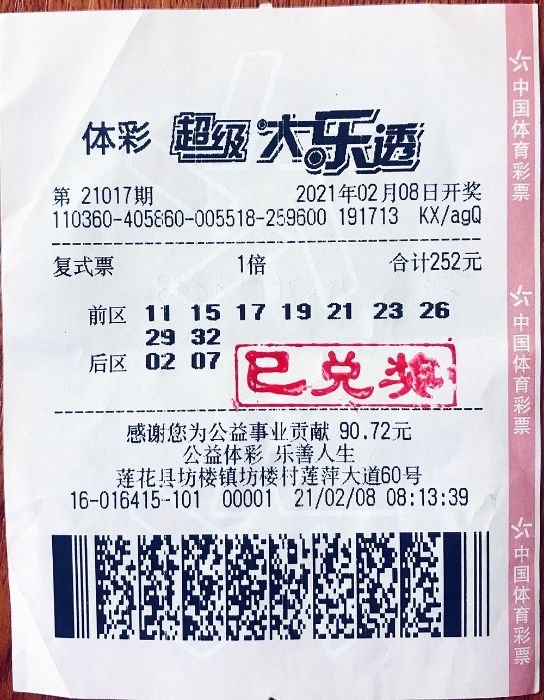 体彩 超级大乐透
第 21017期 2021年02月08日开奖
110360-405860-005518-259600 191713 KX/agQ
复式票 1倍 合计252元
前区 11 15 17 19 21 23 26
29 32
后区 02 07
已兑奖
感谢您为公益事业贡献 90.72元
公益体彩 乐善人生
莲花县坊楼镇坊楼村莲萍大道60号
16-016415-101 00001 21/02/08 08:13:39
中国体育彩票
中国体育彩票
中国体育彩票